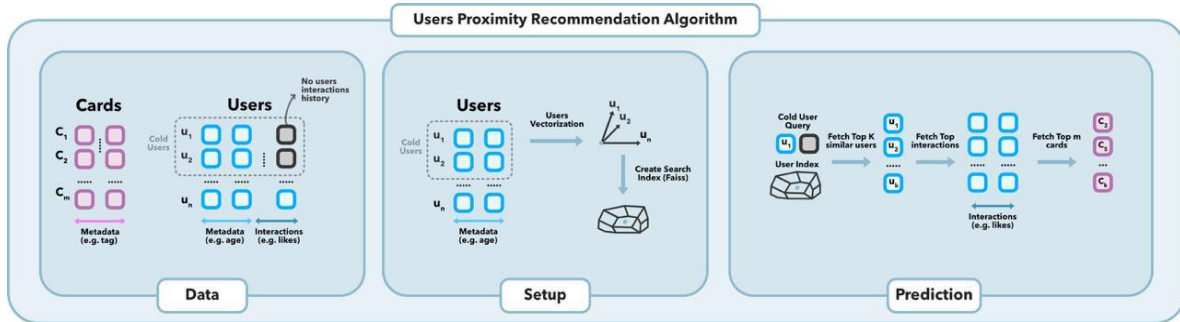 Users Proximity Recommendation Algorithm
No users
interactions
history
Cards
Users
C1
C2
.....
.....
Cm
Metadata
(e.g. tag)
Cold
Users
u1
u2
.....
.....
un
Metadata
(e.g. age)
Interactions
(e.g. likes)
Data
Users
Cold
Users
u1
u2
.....
.....
un
Metadata
(e.g. age)
Users
Vectorization
u1
u2
un
Create Search
Index (Faiss)
Setup
Cold User
Query
u1
User Index
Fetch Top K
similar users
u1
u2
.....
uk
Fetch Top
interactions
.....
.....
Interactions
(e.g. likes)
Fetch Top m
cards
...
Ck
Prediction